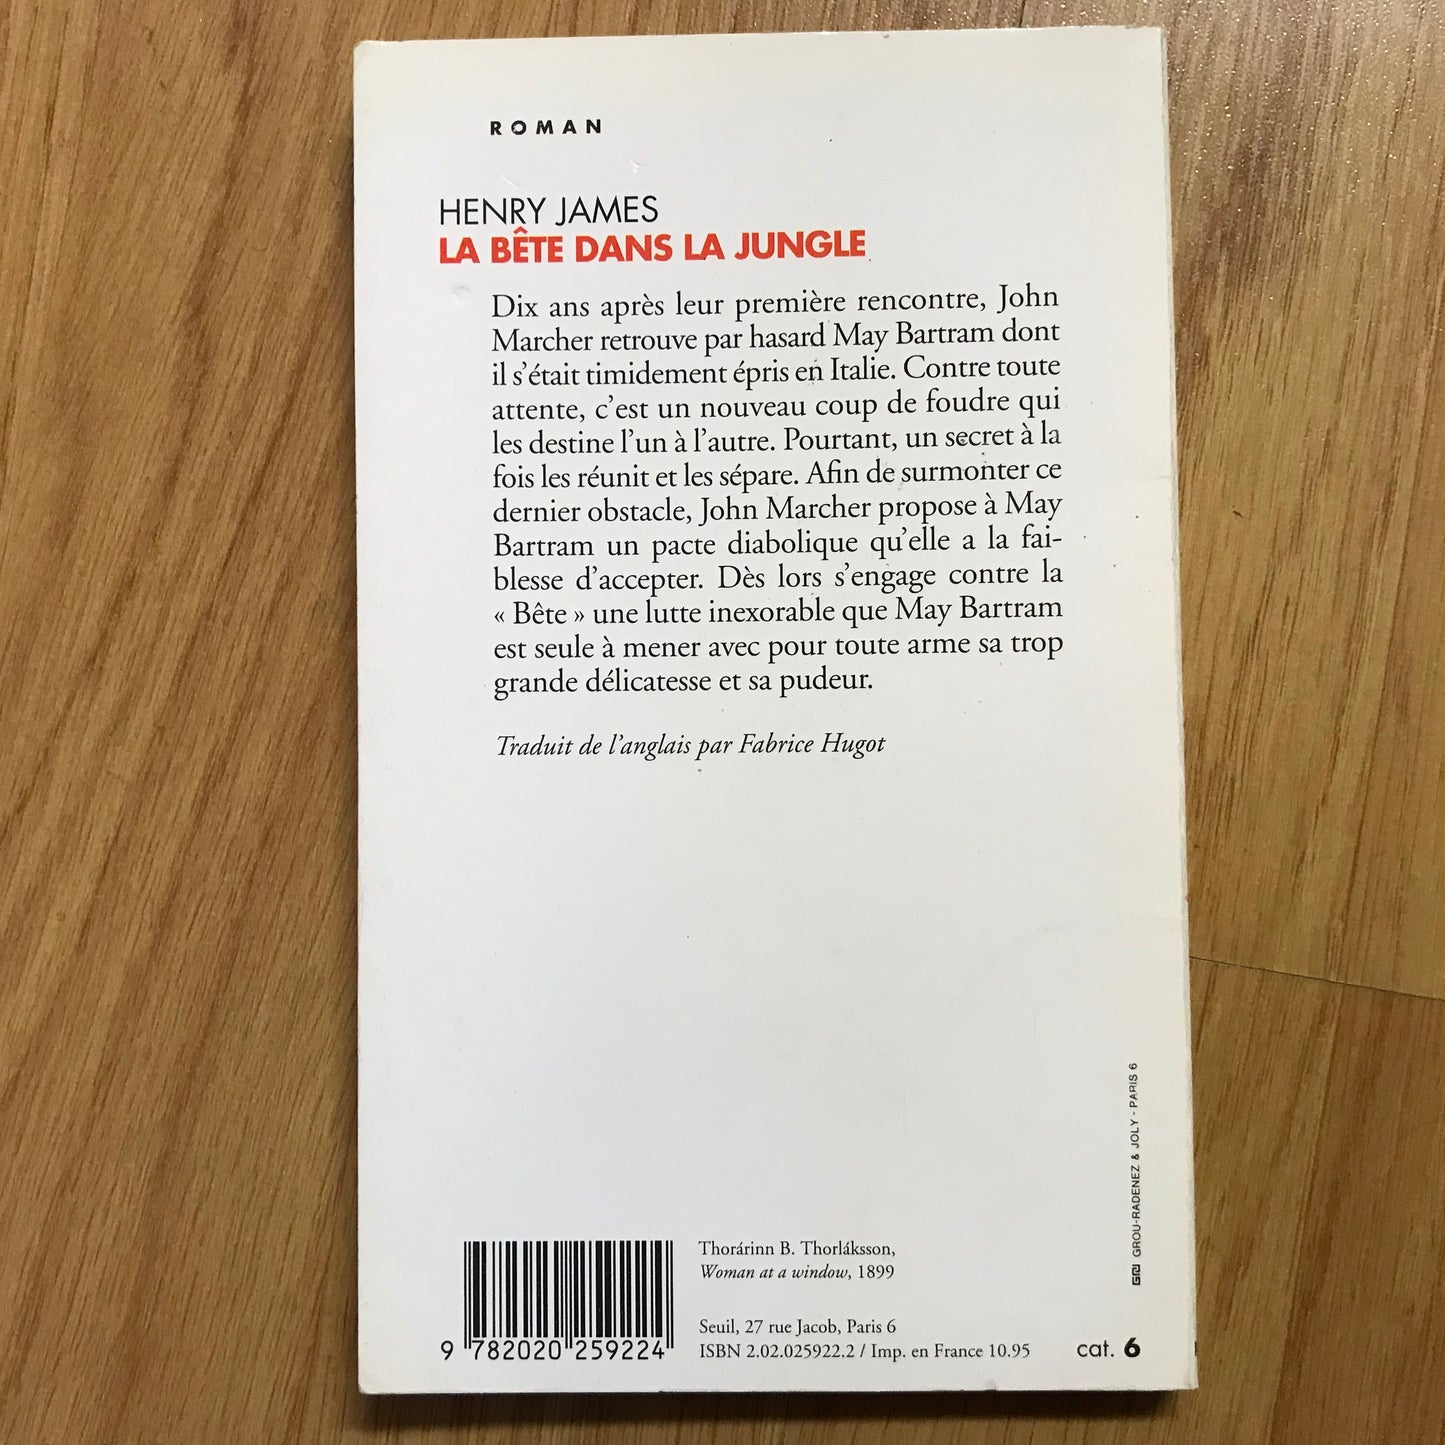 ROMAN
HENRY JAMES
LA BÊTE DANS LA JUNGLE
Dix ans après leur première rencontre, John
Marcher retrouve par hasard May Bartram dont
il s'était timidement épris en Italie. Contre toute
attente, c'est un nouveau coup de foudre qui
les destine l'un à l'autre. Pourtant, un secret à la
fois les réunit et les sépare. Afin de surmonter ce
dernier obstacle, John Marcher propose à May
Bartram un pacte diabolique qu'elle a la fai-
blesse d'accepter. Dès lors s'engage contre la
« Bête » une lutte inexorable que May Bartram
est seule à mener avec pour toute arme sa trop
grande délicatesse et sa pudeur.
Traduit de l'anglais par Fabrice Hugot
GROU-RADENEZ & JOLY - PARIS 6
Thorárinn B. Thorláksson,
Woman at a window, 1899
Seuil, 27 rue Jacob, Paris 6
ISBN 2.02.025922.2 / Imp. en France 10.95
cat. 6
9 782020 259224